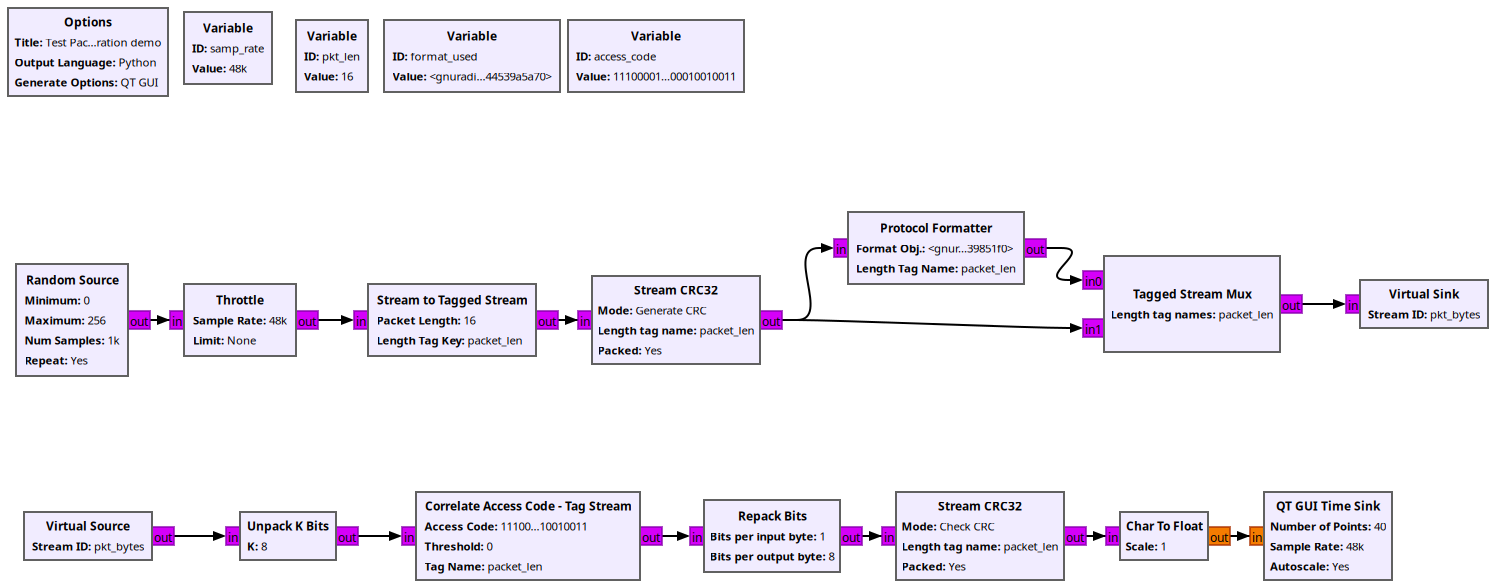 Options
Title: Test Pac...ration demo
Output Language: Python
Generate Options: QT GUI
Variable
ID: samp_rate
Value: 48k
Variable
ID: pkt_len
Value: 16
Variable
ID: format_used
Value: <gnuradi...44539a5a70>
Variable
ID: access_code
Value: 11100001...00010010011
Random Source
Minimum: 0
Maximum: 256
Num Samples: 1k
Repeat: Yes
out
in
Throttle
Sample Rate: 48k
Limit: None
out
in
Stream to Tagged Stream
Packet Length: 16
Length Tag Key: packet_len
out
in
Stream CRC32
Mode: Generate CRC
Length tag name: packet_len
Packed: Yes
out
in
Protocol Formatter
Format Obj.: <gnur...39851f0>
Length Tag Name: packet_len
out
in0
in1
Tagged Stream Mux
Length tag names: packet_len
out
in
Virtual Sink
Stream ID: pkt_bytes
Virtual Source
Stream ID: pkt_bytes
out
in
Unpack K Bits
K: 8
out
in
Correlate Access Code - Tag Stream
Access Code: 11100...10010011
Threshold: 0
Tag Name: packet_len
out
in
Repack Bits
Bits per input byte: 1
Bits per output byte: 8
out
in
Stream CRC32
Mode: Check CRC
Length tag name: packet_len
Packed: Yes
out
in
Char To Float
Scale: 1
out
in
QT GUI Time Sink
Number of Points: 40
Sample Rate: 48k
Autoscale: Yes